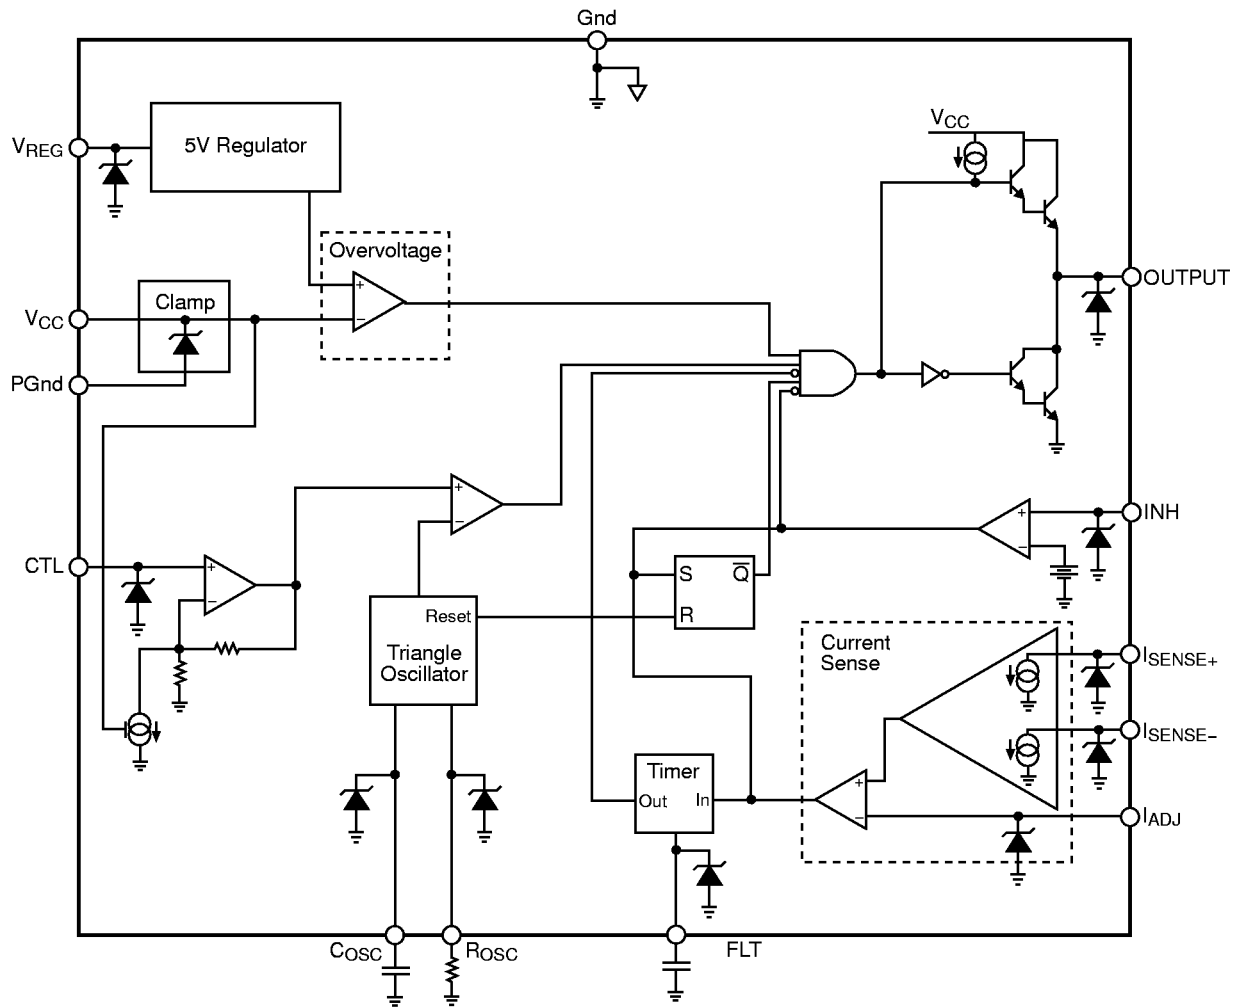 Gnd
VREG
5V Regulator
VCC
Overvoltage
+
−
Clamp
VCC
PGnd
OUTPUT
+
−
CTL
+
−
INH
+
−
S
Q̅
R
Reset
Triangle
Oscillator
Current
Sense
ISENSE+
ISENSE−
+
−
IADJ
Timer
Out
In
COSC
ROSC
FLT